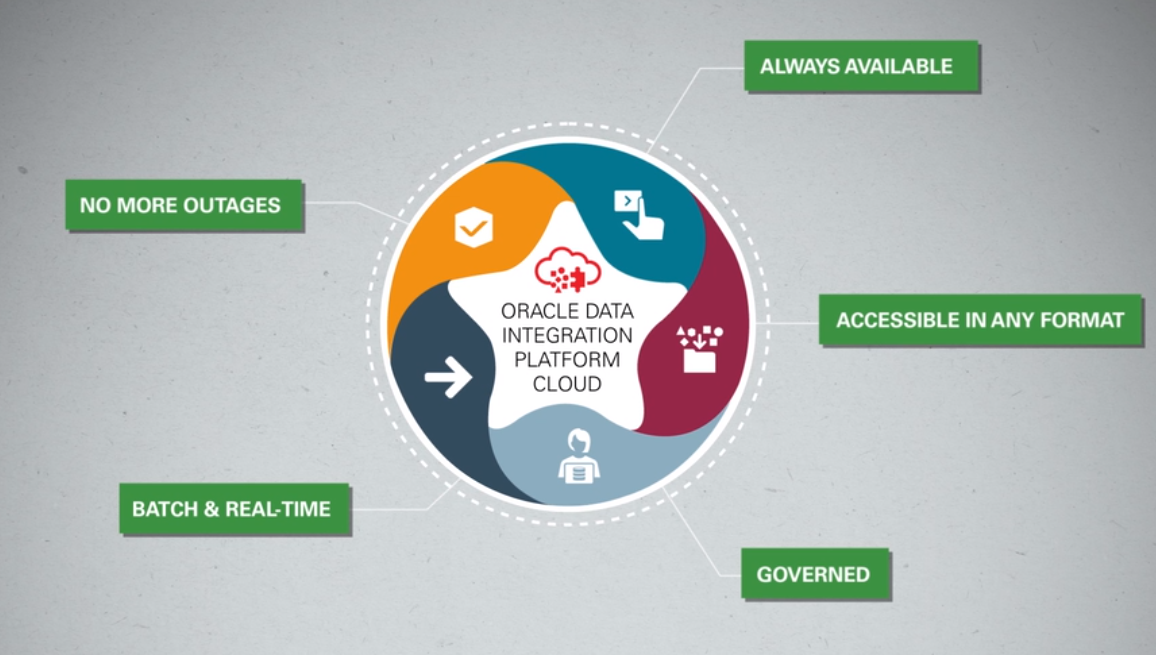 ALWAYS AVAILABLE
NO MORE OUTAGES
ORACLE DATA
INTEGRATION
PLATFORM
CLOUD
ACCESSIBLE IN ANY FORMAT
BATCH & REAL-TIME
GOVERNED